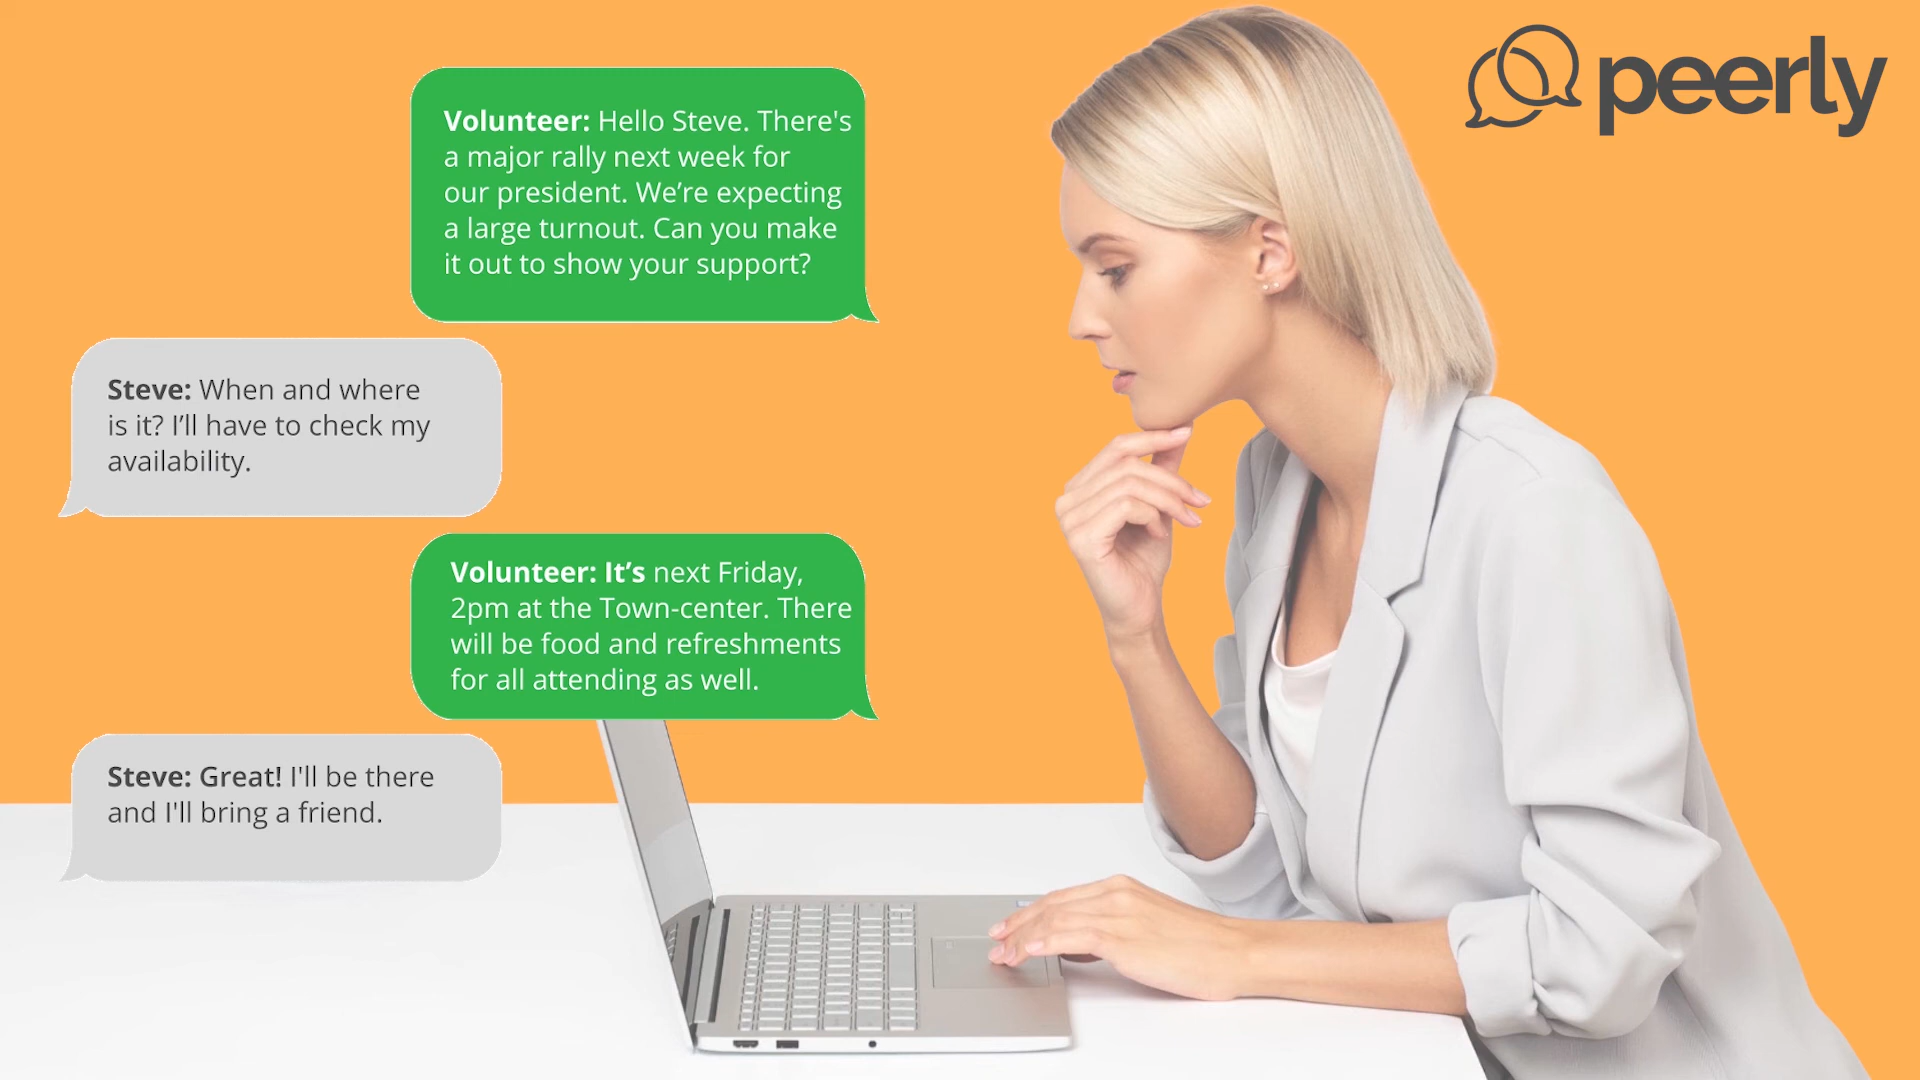 peerly
Volunteer: Hello Steve. There's
a major rally next week for
our president. We’re expecting
a large turnout. Can you make
it out to show your support?
Steve: When and where
is it? I’ll have to check my
availability.
Volunteer: It’s next Friday,
2pm at the Town-center. There
will be food and refreshments
for all attending as well.
Steve: Great! I'll be there
and I'll bring a friend.